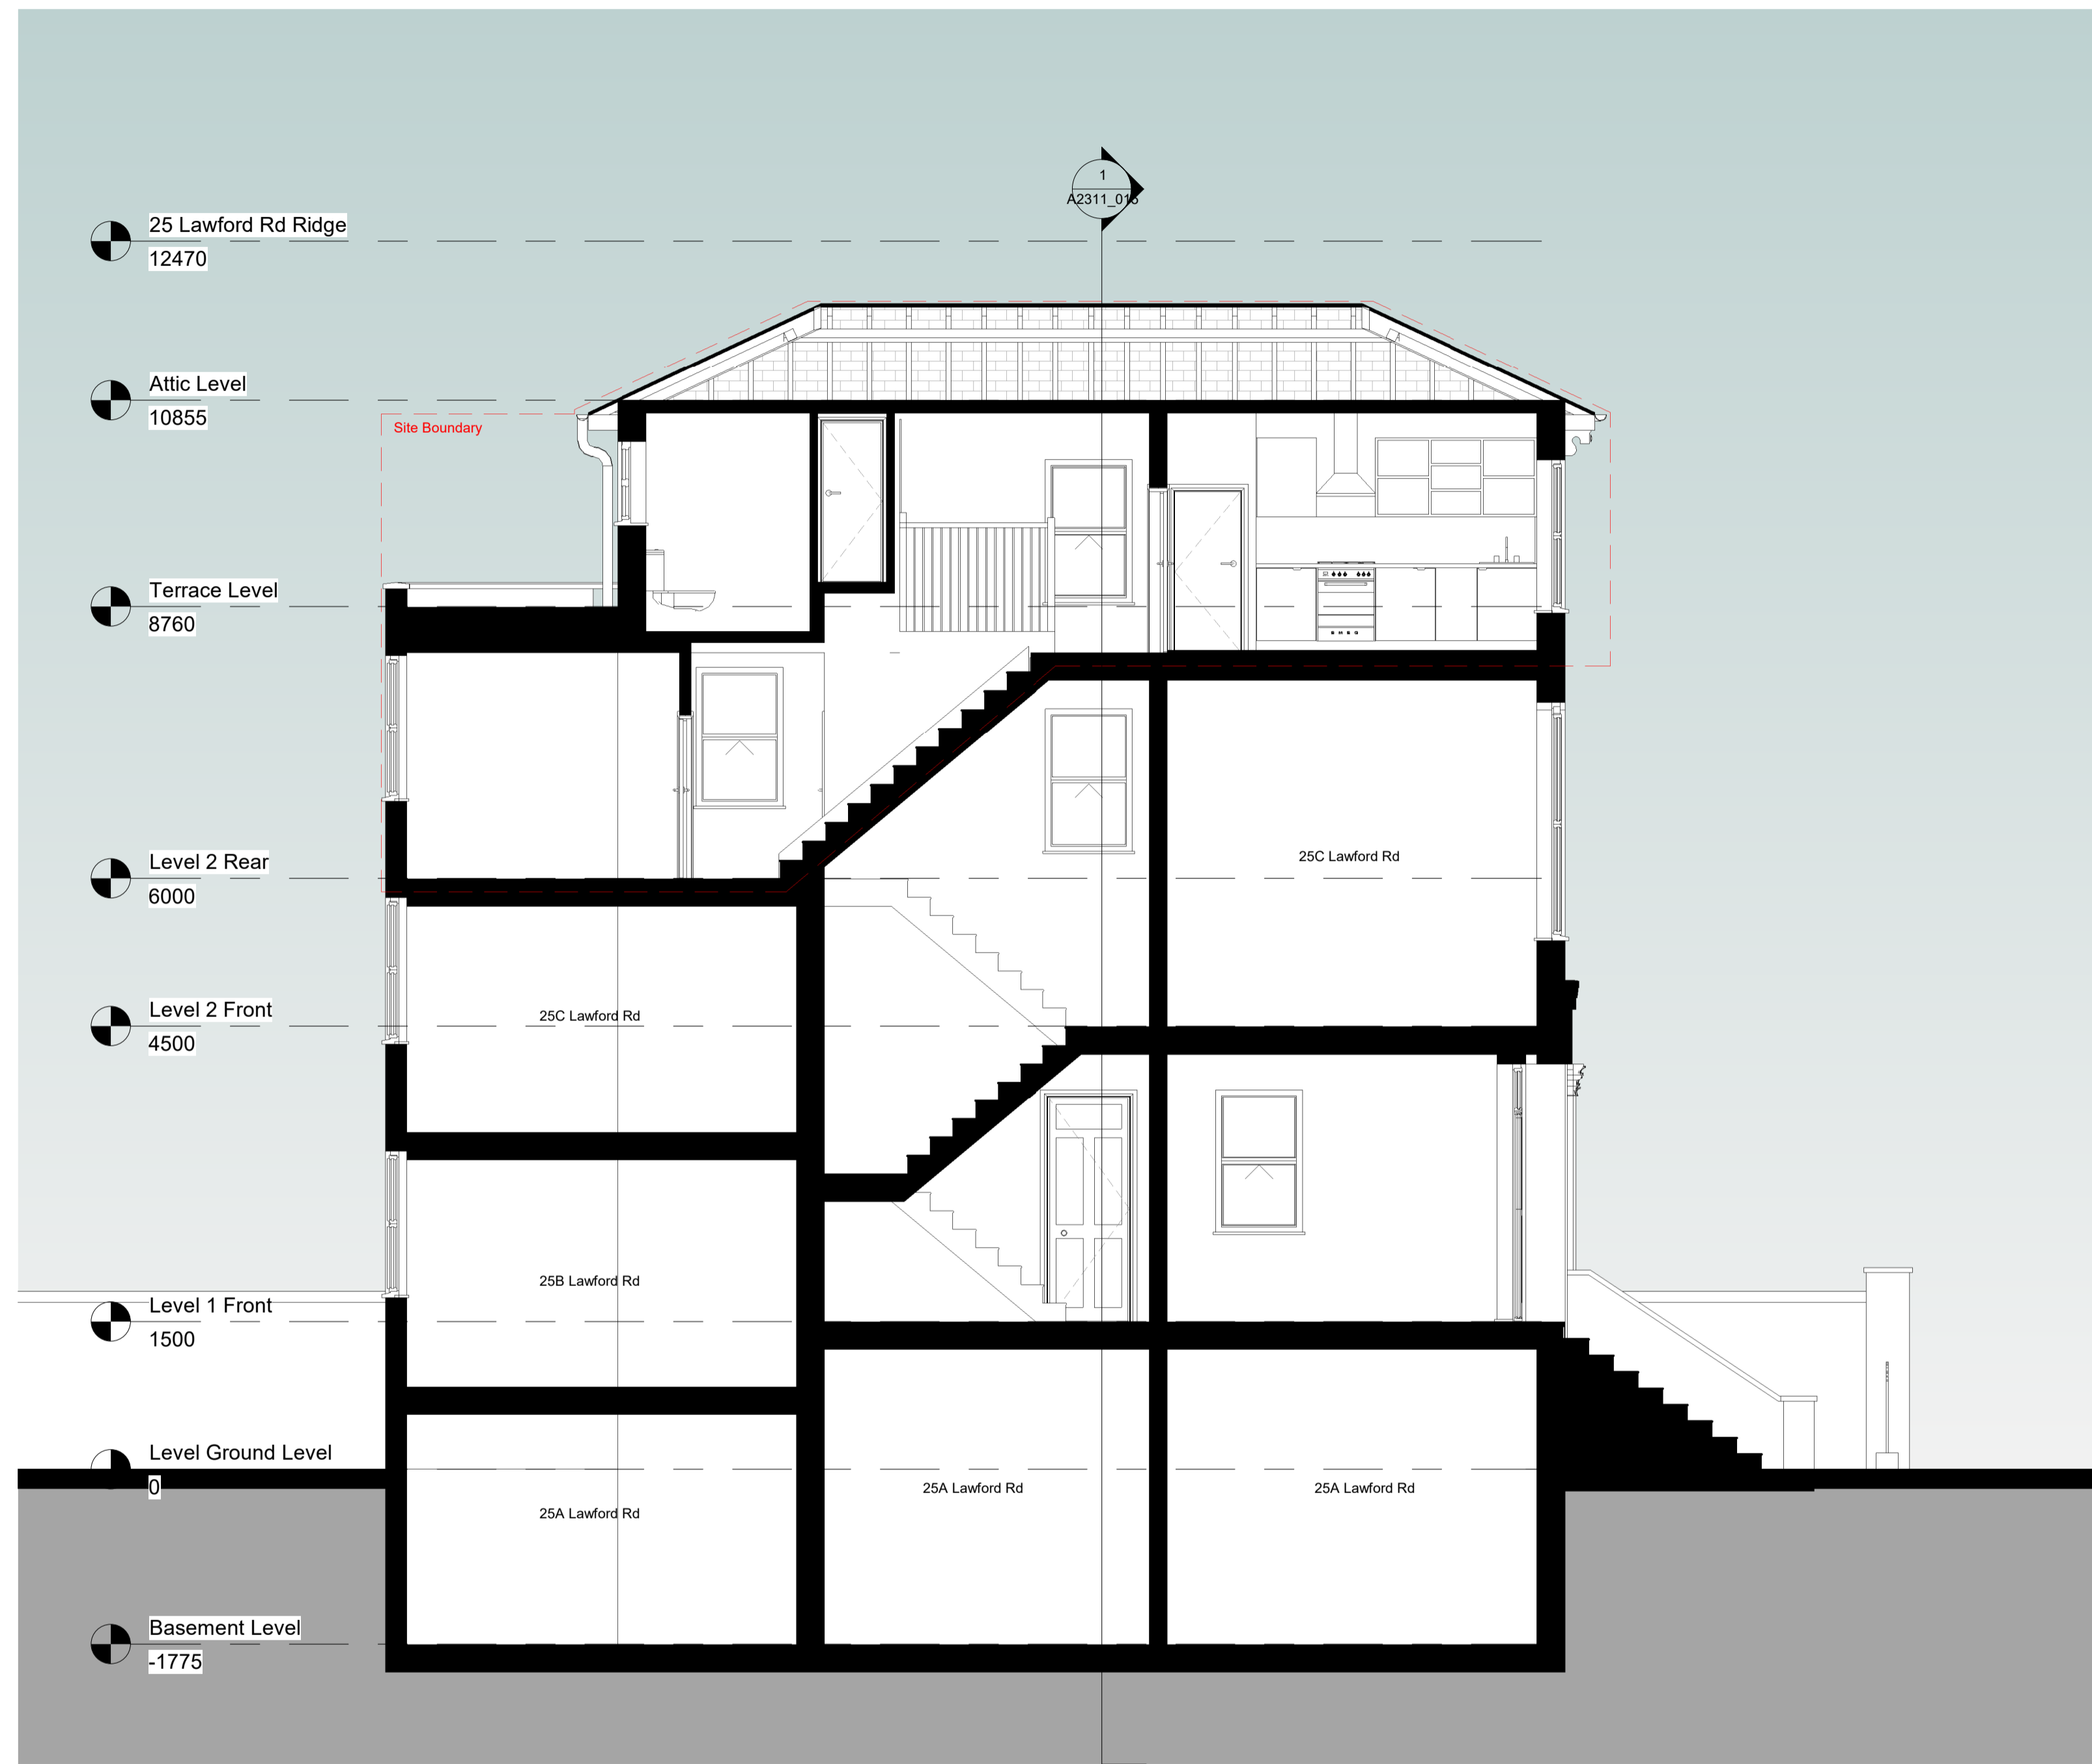 1
A2311_016
25 Lawford Rd Ridge
12470
Attic Level
10855
Site Boundary
Terrace Level
8760
SMEG
25C Lawford Rd
Level 2 Rear
6000
Level 2 Front
4500
25C Lawford Rd
25B Lawford Rd
Level 1 Front
1500
Level Ground Level
0
25A Lawford Rd
25A Lawford Rd
25A Lawford Rd
Basement Level
-1775